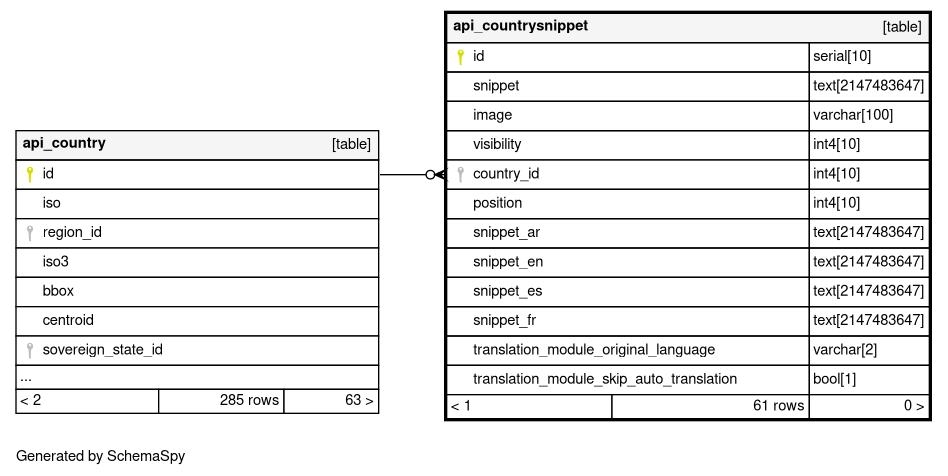 api_country [table]
id
iso
region_id
iso3
bbox
centroid
sovereign_state_id
...
< 2 285 rows 63 >
api_countrysnippet [table]
id serial[10]
snippet text[2147483647]
image varchar[100]
visibility int4[10]
country_id int4[10]
position int4[10]
snippet_ar text[2147483647]
snippet_en text[2147483647]
snippet_es text[2147483647]
snippet_fr text[2147483647]
translation_module_original_language varchar[2]
translation_module_skip_auto_translation bool[1]
< 1 61 rows 0 >
Generated by SchemaSpy